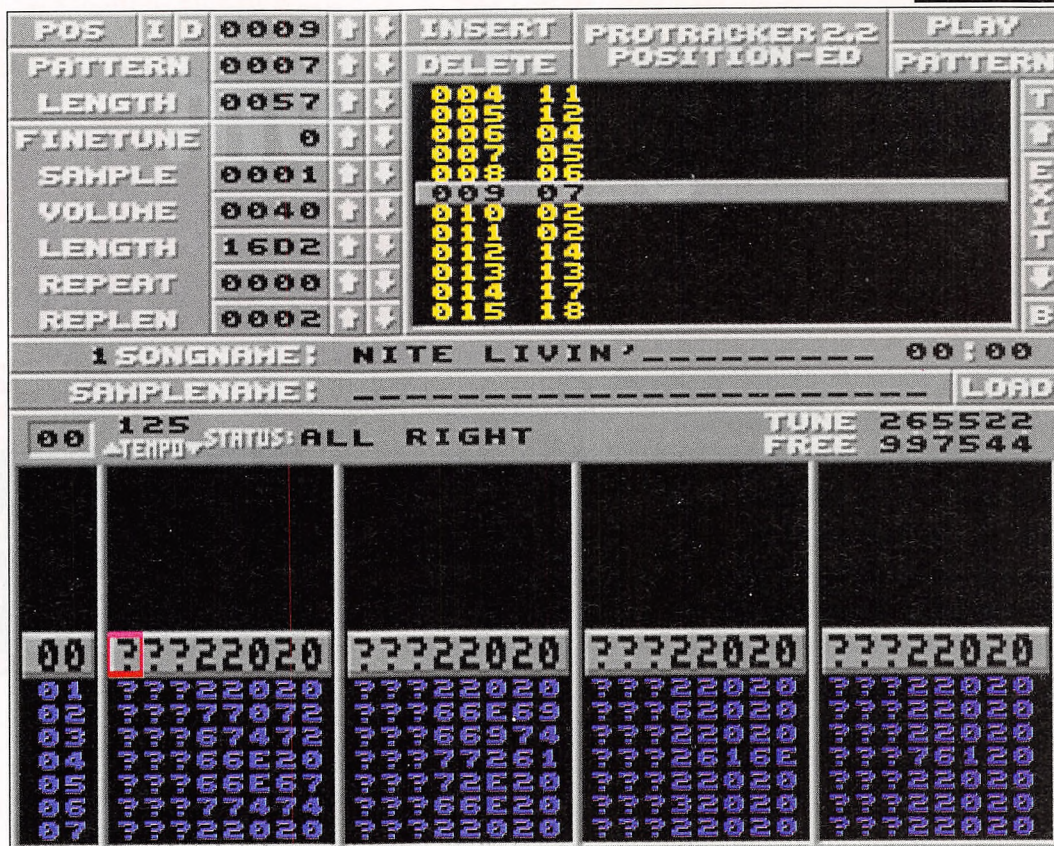 POS I D 0009 INSERT PROTRACKER 2.2 PLAY
PATTERN 0007 DELETE POSITION-ED PATTERN
LENGTH 0057 004 11
005 12
FINETUNE 0 006 04
007 05
SAMPLE 0001 008 06
009 07
VOLUME 0040 010 02
011 02
LENGTH 16D2 012 14
REPEAT 0000 013 13
014 17
REPLEN 0002 015 18
T EXIT B
1 SONGNAME: NITE LIVIN'_________ 00:00
SAMPLENAME: ______________________ LOAD
00 125 TEMPO STATUS: ALL RIGHT TUNE 265522
FREE 997544
00 ???22020 ???22020 ???22020 ???22020
01 ???22020 ???22020 ???22020 ???22020
02 ???77072 ???66E69 ???62020 ???22020
03 ???67472 ???66974 ???22020 ???22020
04 ???66E20 ???77261 ???26162 ???76120
05 ???66E67 ???72E20 ???22020 ???22020
06 ???77474 ???66E20 ???32020 ???22020
07 ???22020 ???22020 ???22020 ???22020